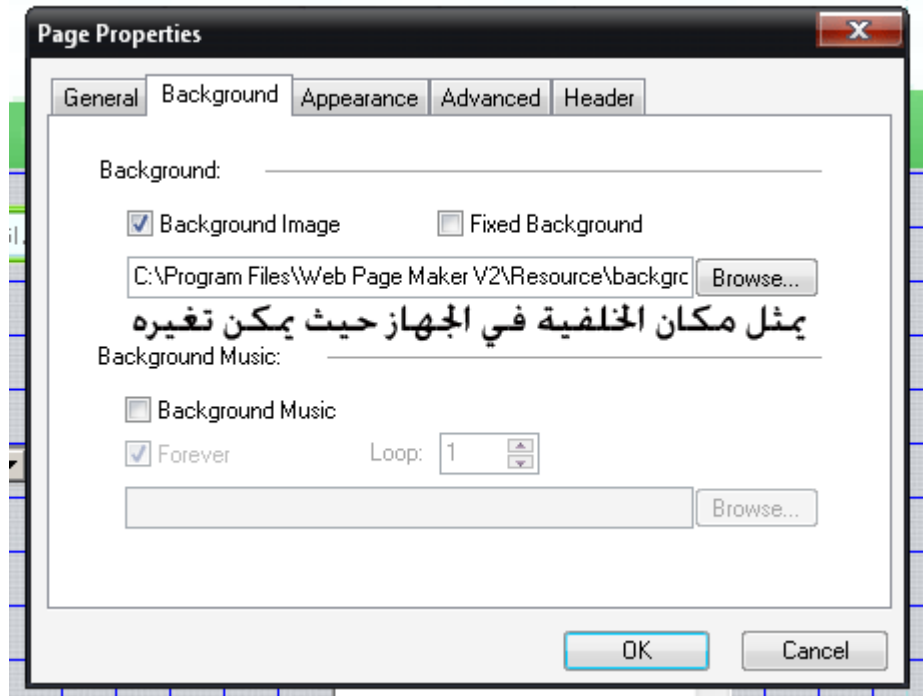 Page Properties
General Background Appearance Advanced Header
Background:
Background Image Fixed Background
C:\Program Files\Web Page Maker V2\Resource\backgrc Browse...
يمثل مكان الخلفية في الجهاز حيث يمكن تغيره
Background Music:
Background Music
Forever Loop: 1
Browse...
OK Cancel